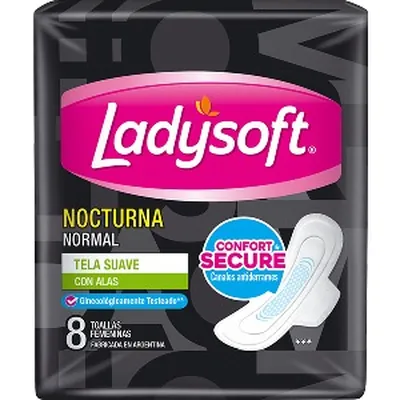 Ladysoft®
NOCTURNA
NORMAL
TELA SUAVE
CON ALAS
Ginecológicamente Testeado**
CONFORT &
SECURE
Canales antiderrames
8 TOALLAS
FEMENINAS
FABRICADA EN ARGENTINA